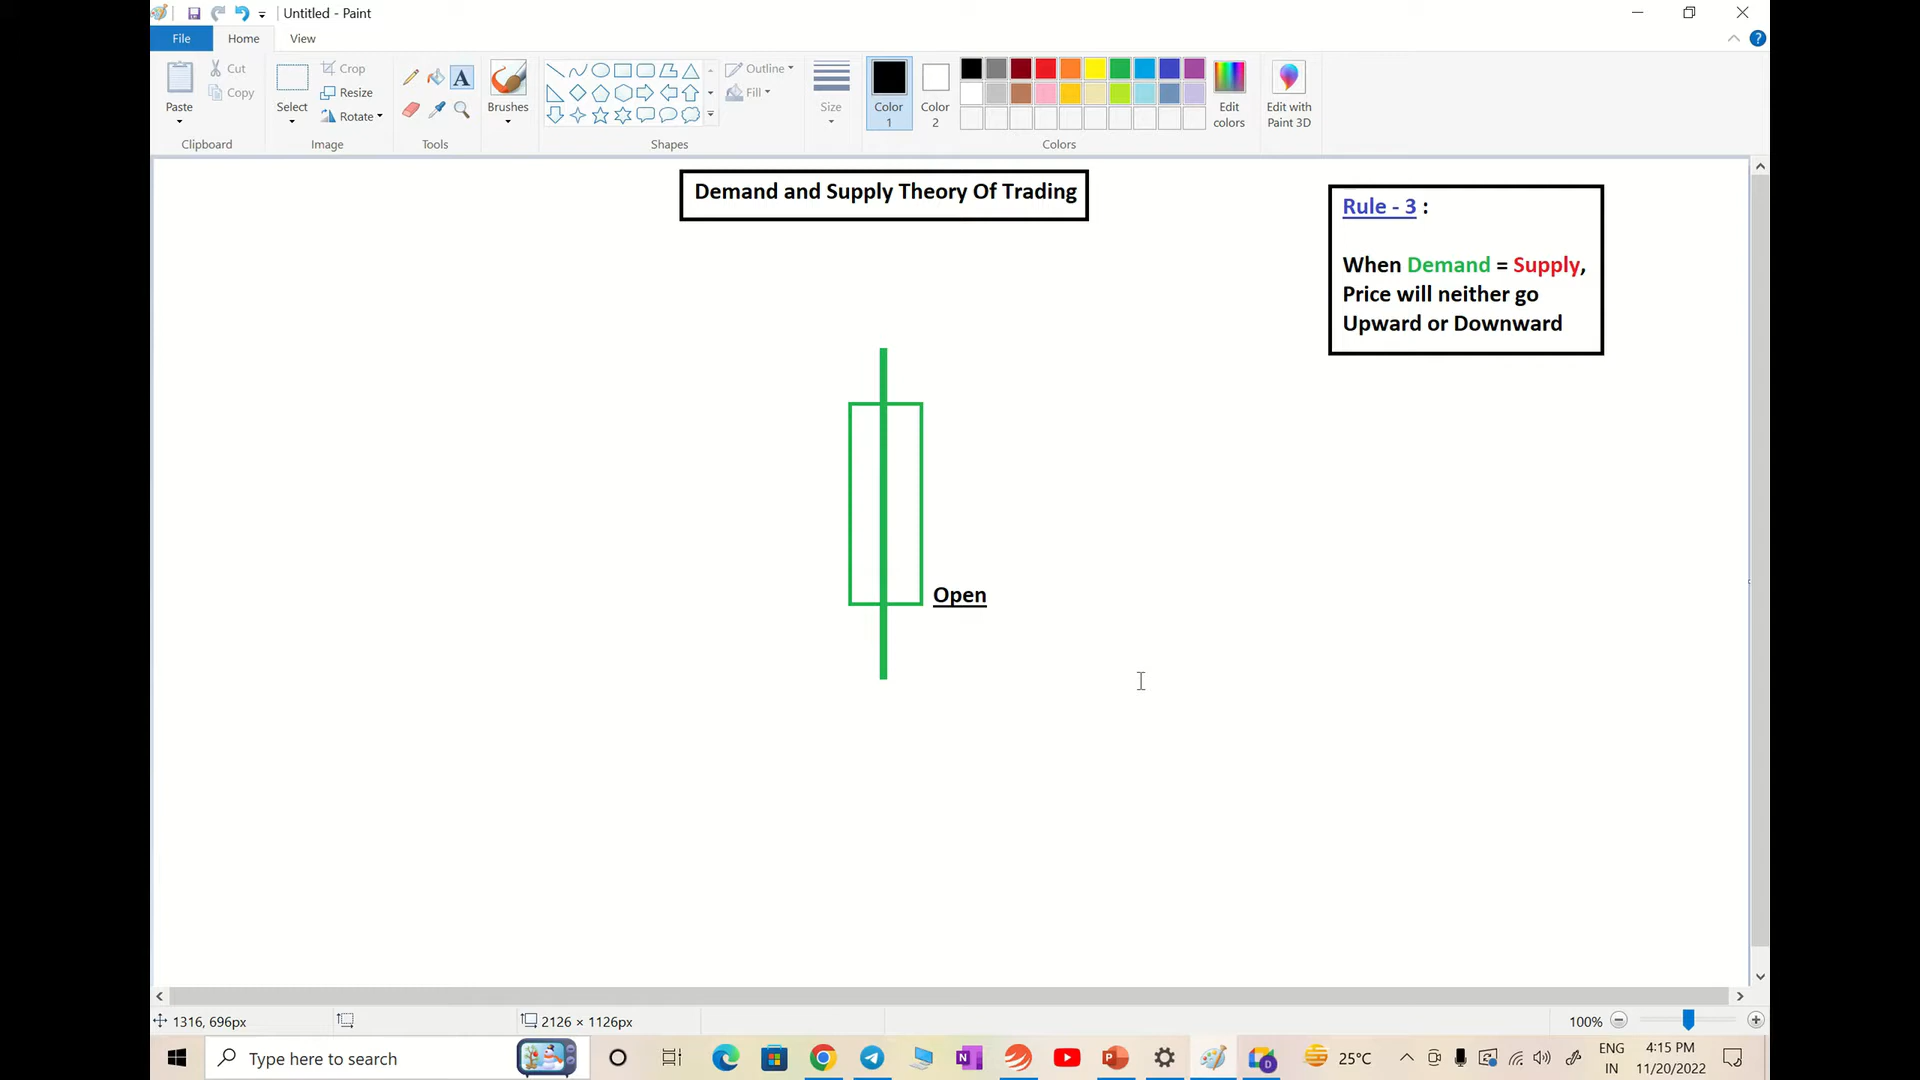 Untitled - Paint
File
Home
View
Paste
Cut
Copy
Clipboard
Select
Crop
Resize
Rotate
Image
A
Tools
Brushes
Shapes
Outline
Fill
Size
Color
1
Color
2
Edit
colors
Edit with
Paint 3D
Colors
Demand and Supply Theory Of Trading
Rule - 3 :
When Demand = Supply,
Price will neither go
Upward or Downward
Open
1316, 696px
2126 × 1126px
100%
Type here to search
25°C
ENG
IN
4:15 PM
11/20/2022